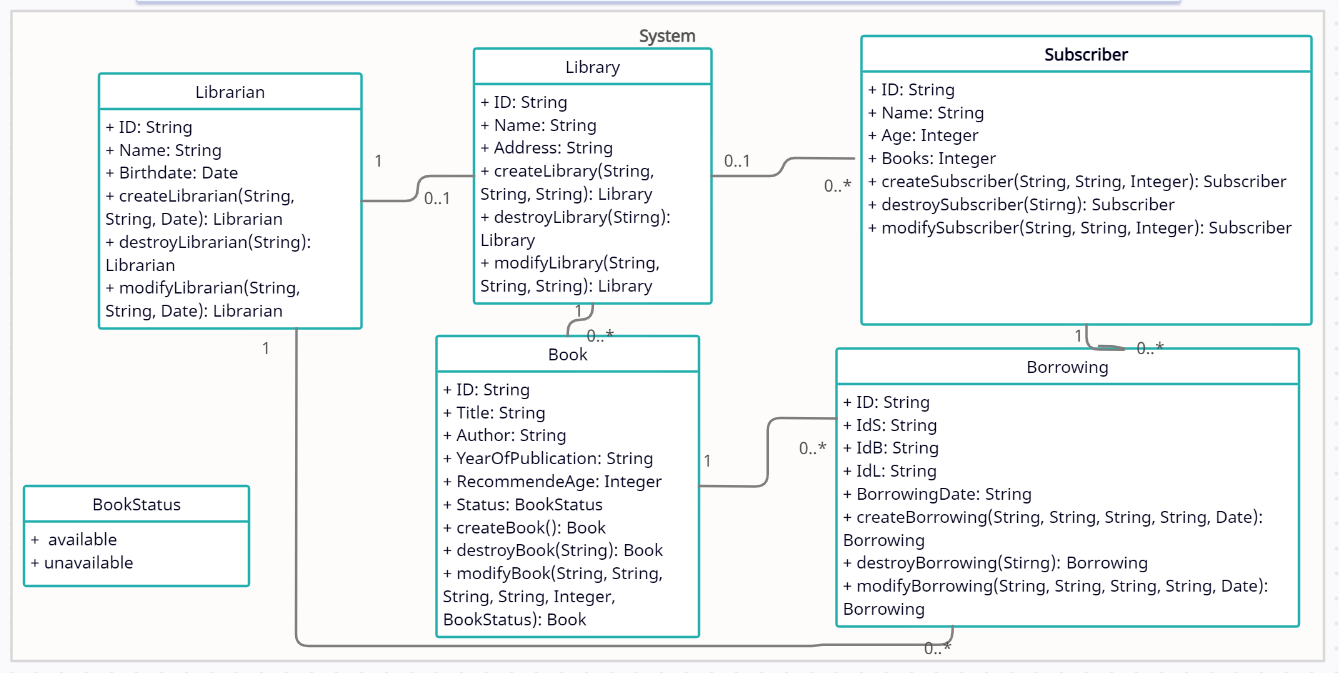 System
Librarian
+ ID: String
+ Name: String
+ Birthdate: Date
+ createLibrarian(String,
String, Date): Librarian
+ destroyLibrarian(String):
Librarian
+ modifyLibrarian(String,
String, Date): Librarian
1
0..1
Library
+ ID: String
+ Name: String
+ Address: String
+ createLibrary(String,
String, String): Library
+ destroyLibrary(Stirng):
Library
+ modifyLibrary(String,
String, String): Library
0..1
0..*
Subscriber
+ ID: String
+ Name: String
+ Age: Integer
+ Books: Integer
+ createSubscriber(String, String, Integer): Subscriber
+ destroySubscriber(Stirng): Subscriber
+ modifySubscriber(String, String, Integer): Subscriber
1
0..*
1
0..*
1
Book
+ ID: String
+ Title: String
+ Author: String
+ YearOfPublication: String
+ RecommendeAge: Integer
+ Status: BookStatus
+ createBook(): Book
+ destroyBook(String): Book
+ modifyBook(String, String,
String, String, Integer,
BookStatus): Book
1
0..*
Borrowing
+ ID: String
+ IdS: String
+ IdB: String
+ IdL: String
+ BorrowingDate: String
+ createBorrowing(String, String, String, String, Date):
Borrowing
+ destroyBorrowing(Stirng): Borrowing
+ modifyBorrowing(String, String, String, String, Date):
Borrowing
BookStatus
+ available
+ unavailable
0..*